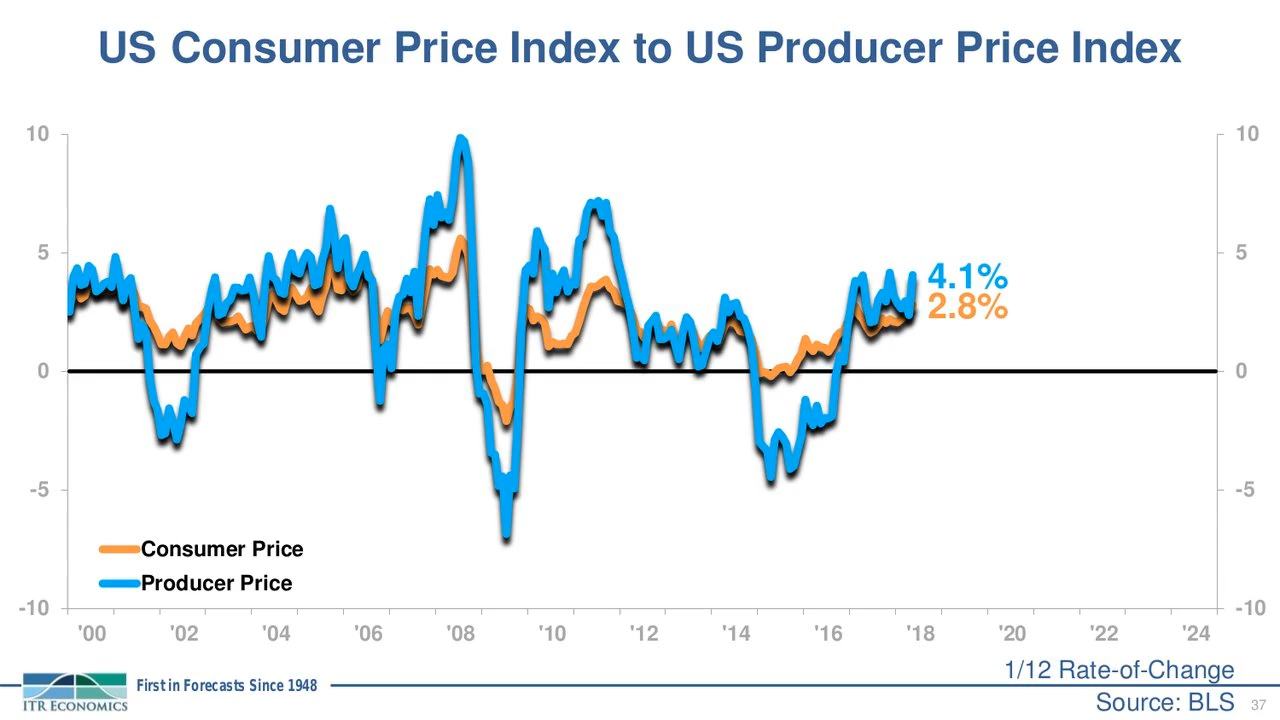 US Consumer Price Index to US Producer Price Index
10 10
5 5
4.1%
2.8%
0 0
-5 -5
Consumer Price
Producer Price
-10 -10
'00 '02 '04 '06 '08 '10 '12 '14 '16 '18 '20 '22 '24
1/12 Rate-of-Change
First in Forecasts Since 1948
ITR ECONOMICS
Source: BLS 37